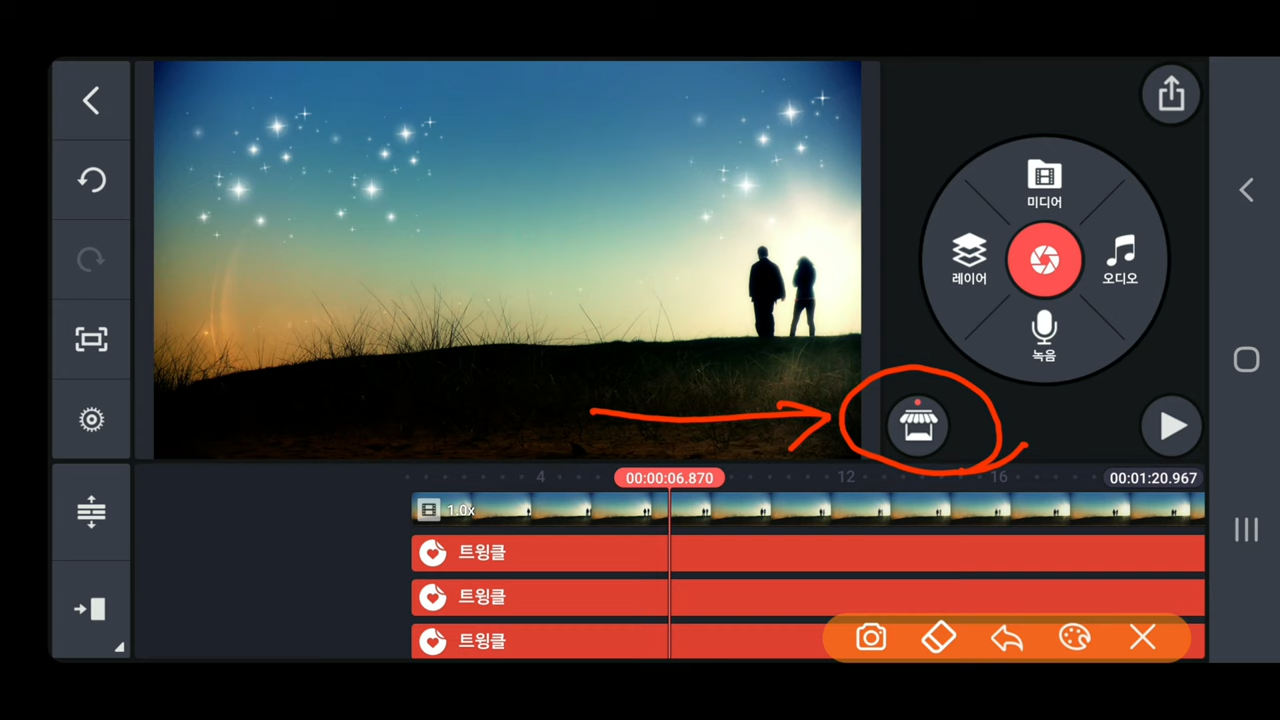 미디어
레이어
오디오
녹음
4
00:00:06.870
12
16
00:01:20.967
1.0x
트윙클
트윙클
트윙클